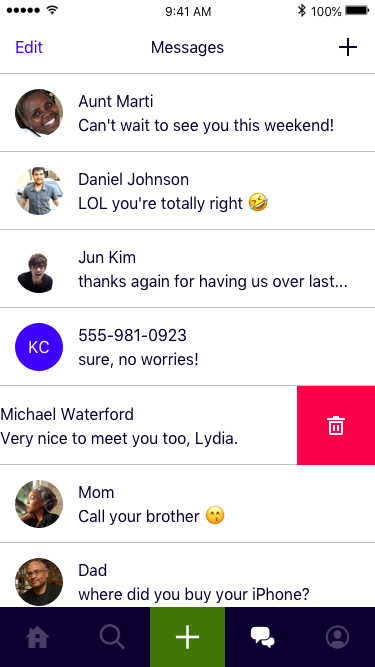 9:41 AM 100%
Edit Messages
Aunt Marti
Can't wait to see you this weekend!
Daniel Johnson
LOL you're totally right 🤣
Jun Kim
thanks again for having us over last...
KC 555-981-0923
sure, no worries!
Michael Waterford
Very nice to meet you too, Lydia.
Mom
Call your brother 😙
Dad
where did you buy your iPhone?